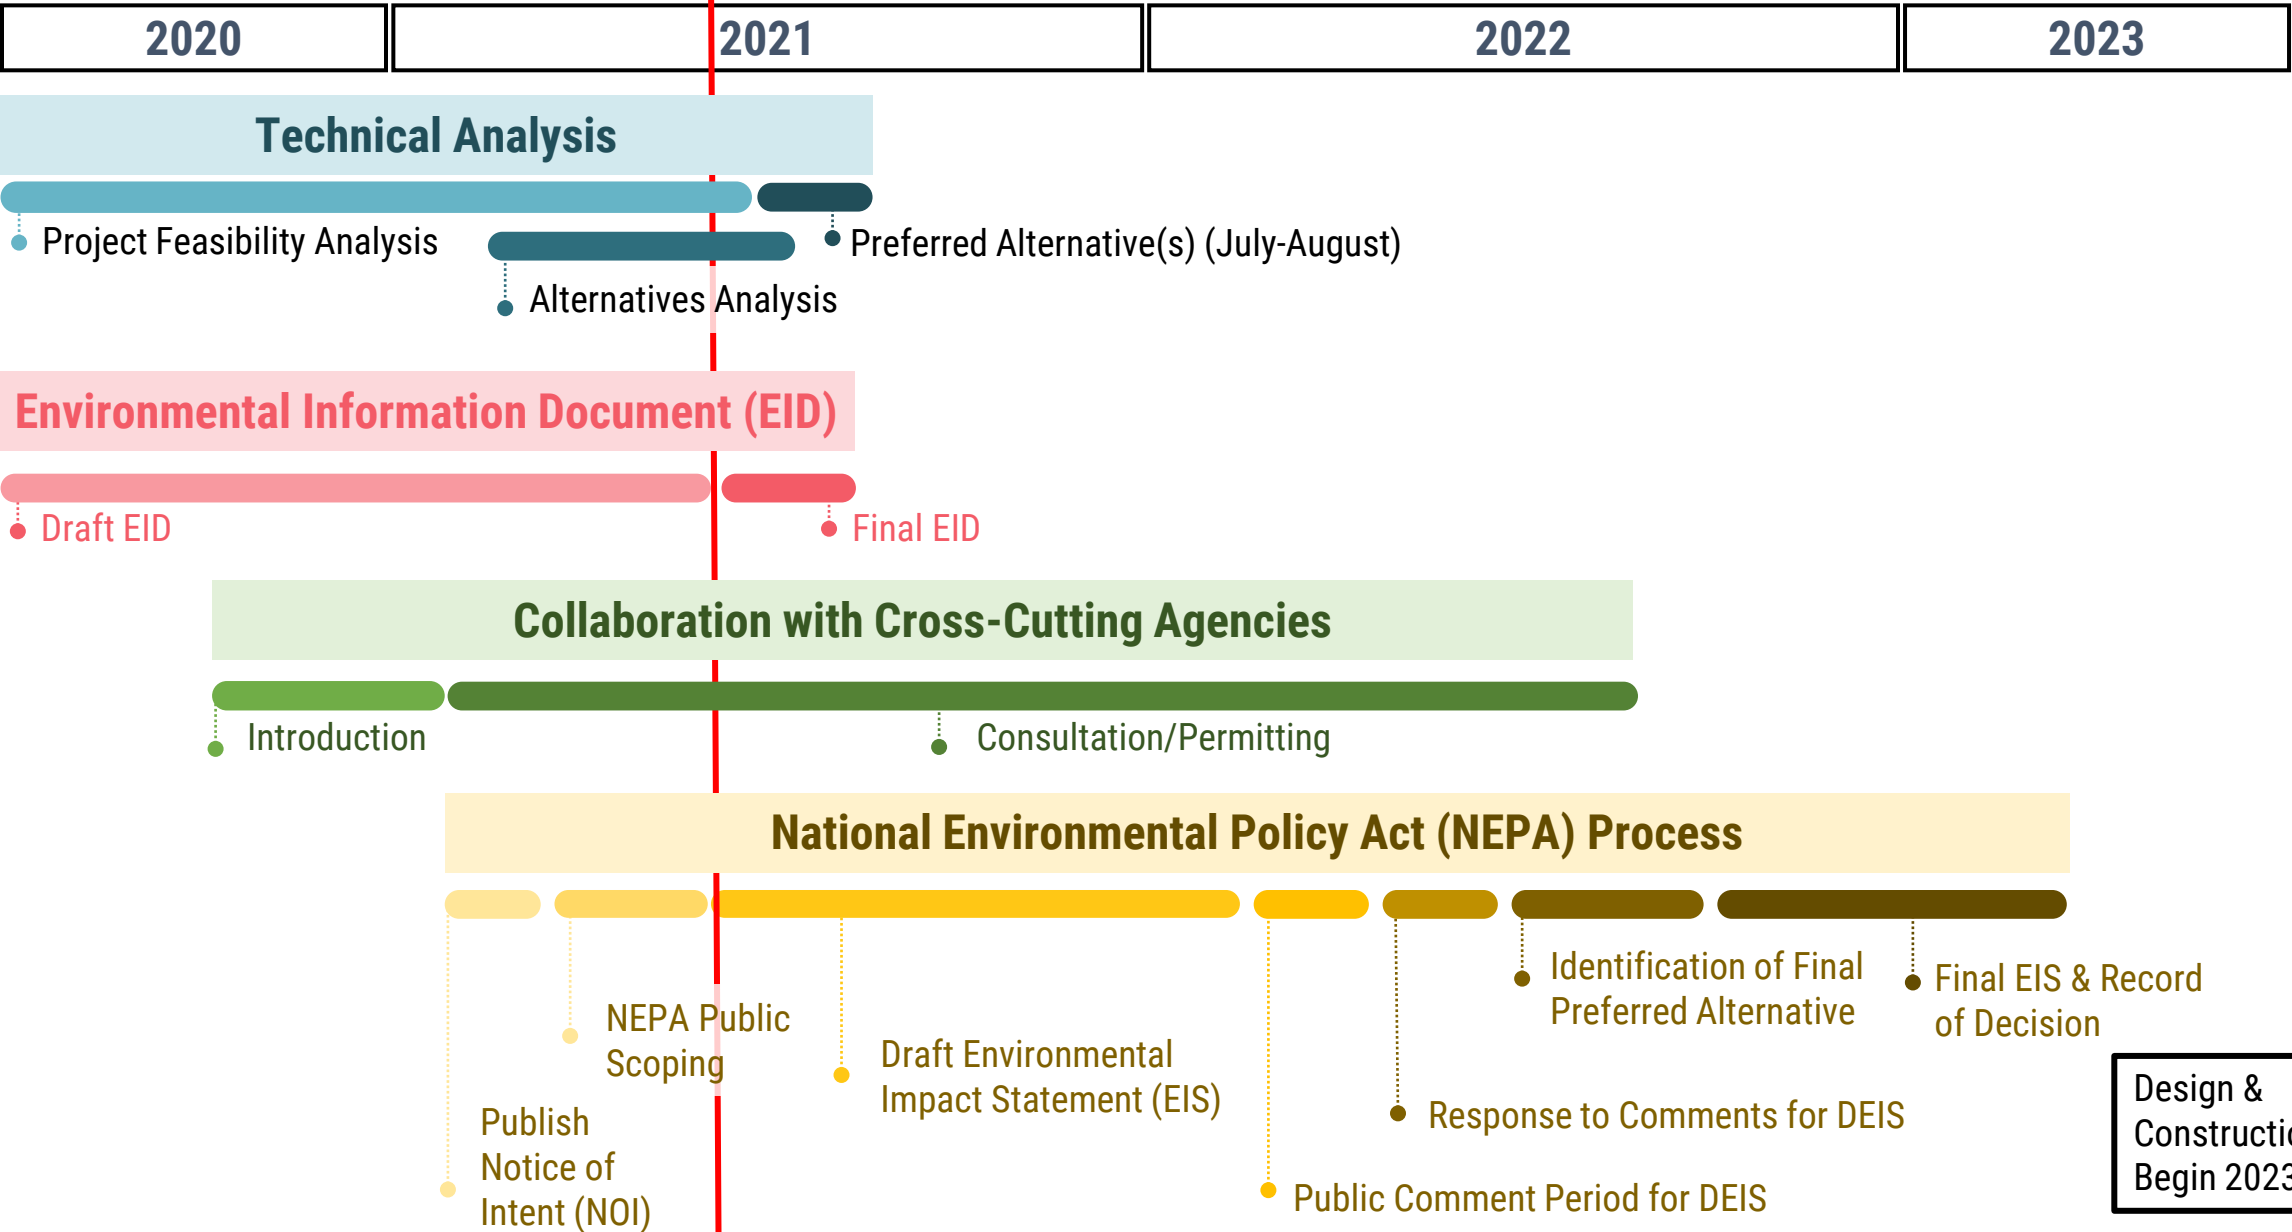 2020
2021
2022
2023
Technical Analysis
Project Feasibility Analysis
Preferred Alternative(s) (July-August)
Alternatives Analysis
Environmental Information Document (EID)
Draft EID
Final EID
Collaboration with Cross-Cutting Agencies
Introduction
Consultation/Permitting
National Environmental Policy Act (NEPA) Process
Publish
Notice of
Intent (NOI)
NEPA Public
Scoping
Draft Environmental
Impact Statement (EIS)
Public Comment Period for DEIS
Response to Comments for DEIS
Identification of Final
Preferred Alternative
Final EIS & Record
of Decision
Design &
Begin 2023